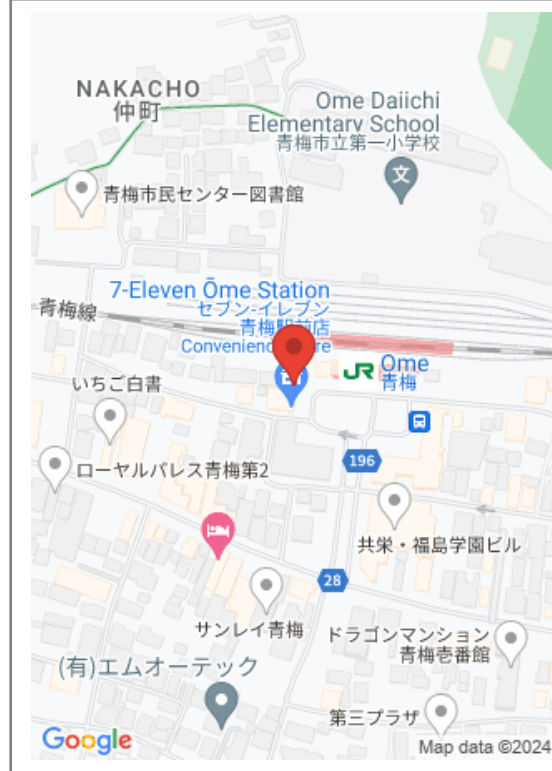 NAKACHO
仲町
Ome Daiichi
Elementary School
青梅市立第一小学校
文
青梅市民センター図書館
7-Eleven Ōme Station
セブン-イレブン
青梅駅前店
Convenience Store
青梅線
JR
Ome
青梅
いちご白書
196
ローヤルパレス青梅第2
共栄・福島学園ビル
28
サンレイ青梅
ドラゴンマンション
青梅壱番館
(有)エムオーテック
第三プラザ
Google
Map data ©2024